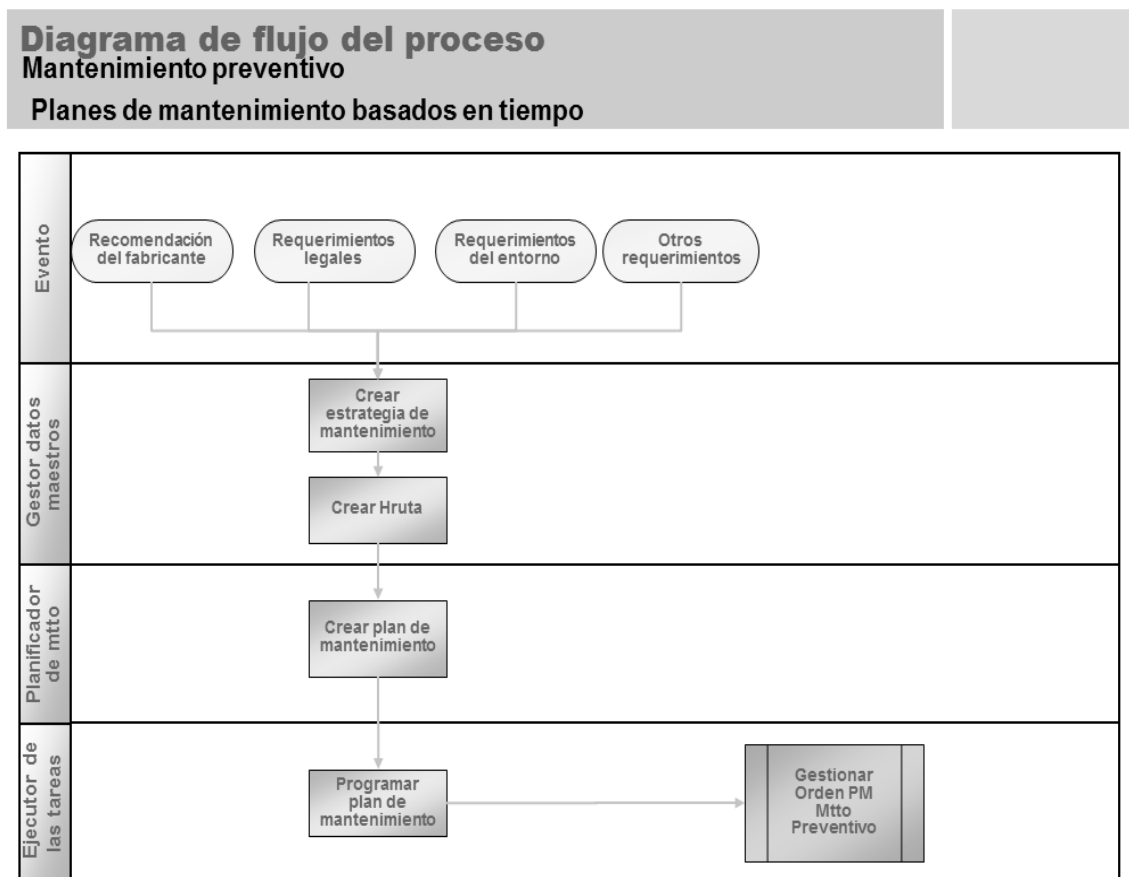 Diagrama de flujo del proceso
Mantenimiento preventivo
Planes de mantenimiento basados en tiempo
Evento
Recomendación
del fabricante
Requerimientos
legales
Requerimientos
del entorno
Otros
requerimientos
Gestor datos
maestros
Crear
estrategia de
mantenimiento
Crear Hruta
Planificador
de mtto
Crear plan de
mantenimiento
Ejecutor de
las tareas
Programar
plan de
mantenimiento
Gestionar
Orden PM
Mtto
Preventivo